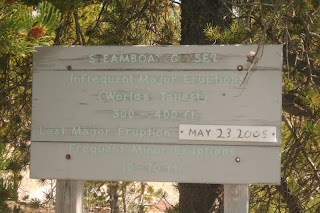 STEAMBOAT GEYSER
Infrequent Major Eruptions
(World's Tallest)
300 - 400 ft.
Last Major Eruption MAY 23, 2005
Frequent Minor Eruptions
10 - 40 ft.